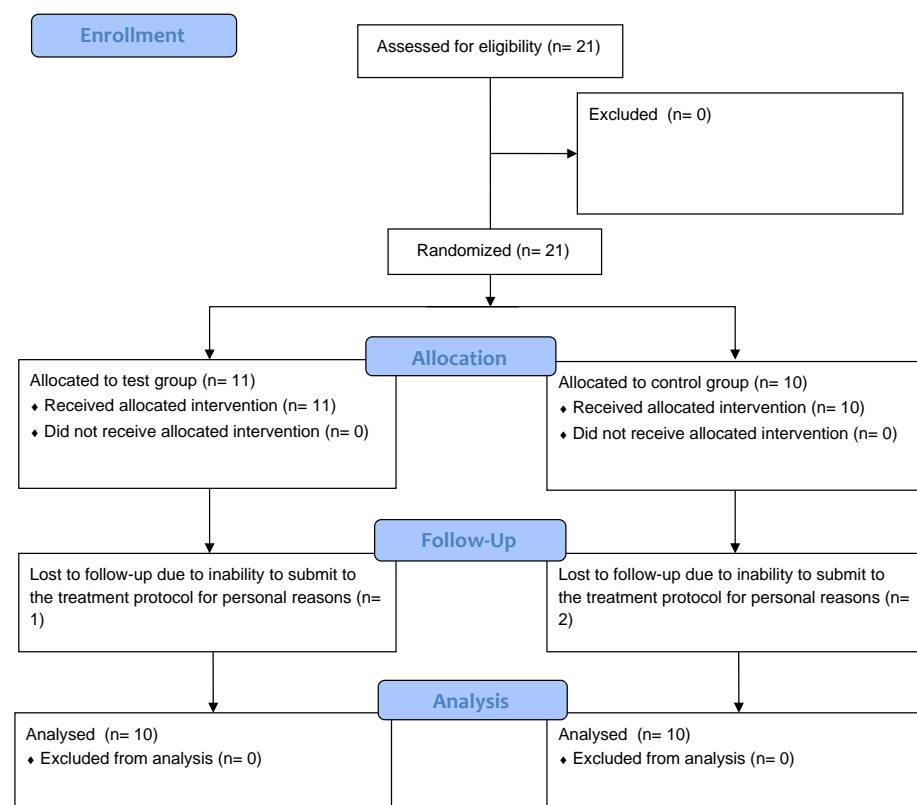 Enrollment
Assessed for eligibility (n= 21)
Excluded  (n= 0)
Randomized (n= 21)
Allocation
Allocated to test group (n= 11)
♦ Received allocated intervention (n= 11)
♦ Did not receive allocated intervention (n= 0)
Allocated to control group (n= 10)
♦ Received allocated intervention (n= 10)
♦ Did not receive allocated intervention (n= 0)
Follow-Up
Lost to follow-up due to inability to submit to
the treatment protocol for personal reasons (n=
1)
Lost to follow-up due to inability to submit to
the treatment protocol for personal reasons (n=
2)
Analysis
Analysed  (n= 10)
♦ Excluded from analysis (n= 0)
Analysed  (n= 10)
♦ Excluded from analysis (n= 0)